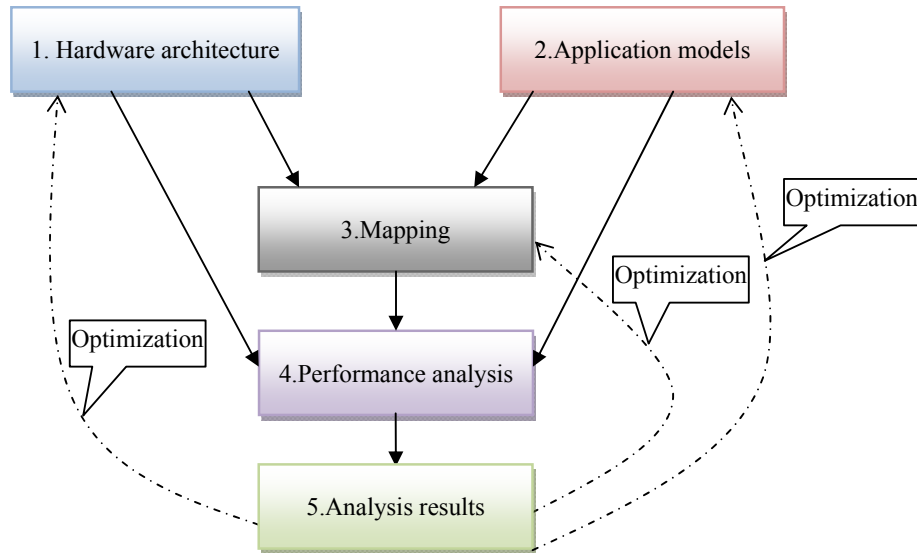 1. Hardware architecture
2.Application models
Optimization
3.Mapping
Optimization
Optimization
4.Performance analysis
5.Analysis results